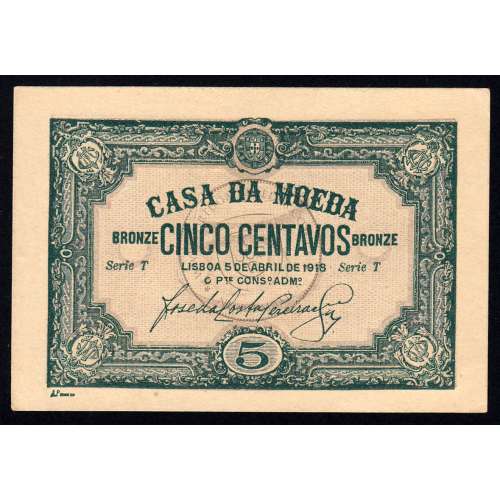 CASA DA MOEDA
BRONZE CINCO CENTAVOS BRONZE
Serie T LISBOA 5 DE ABRIL DE 1918 Serie T
O PTE CONSº ADMº
5